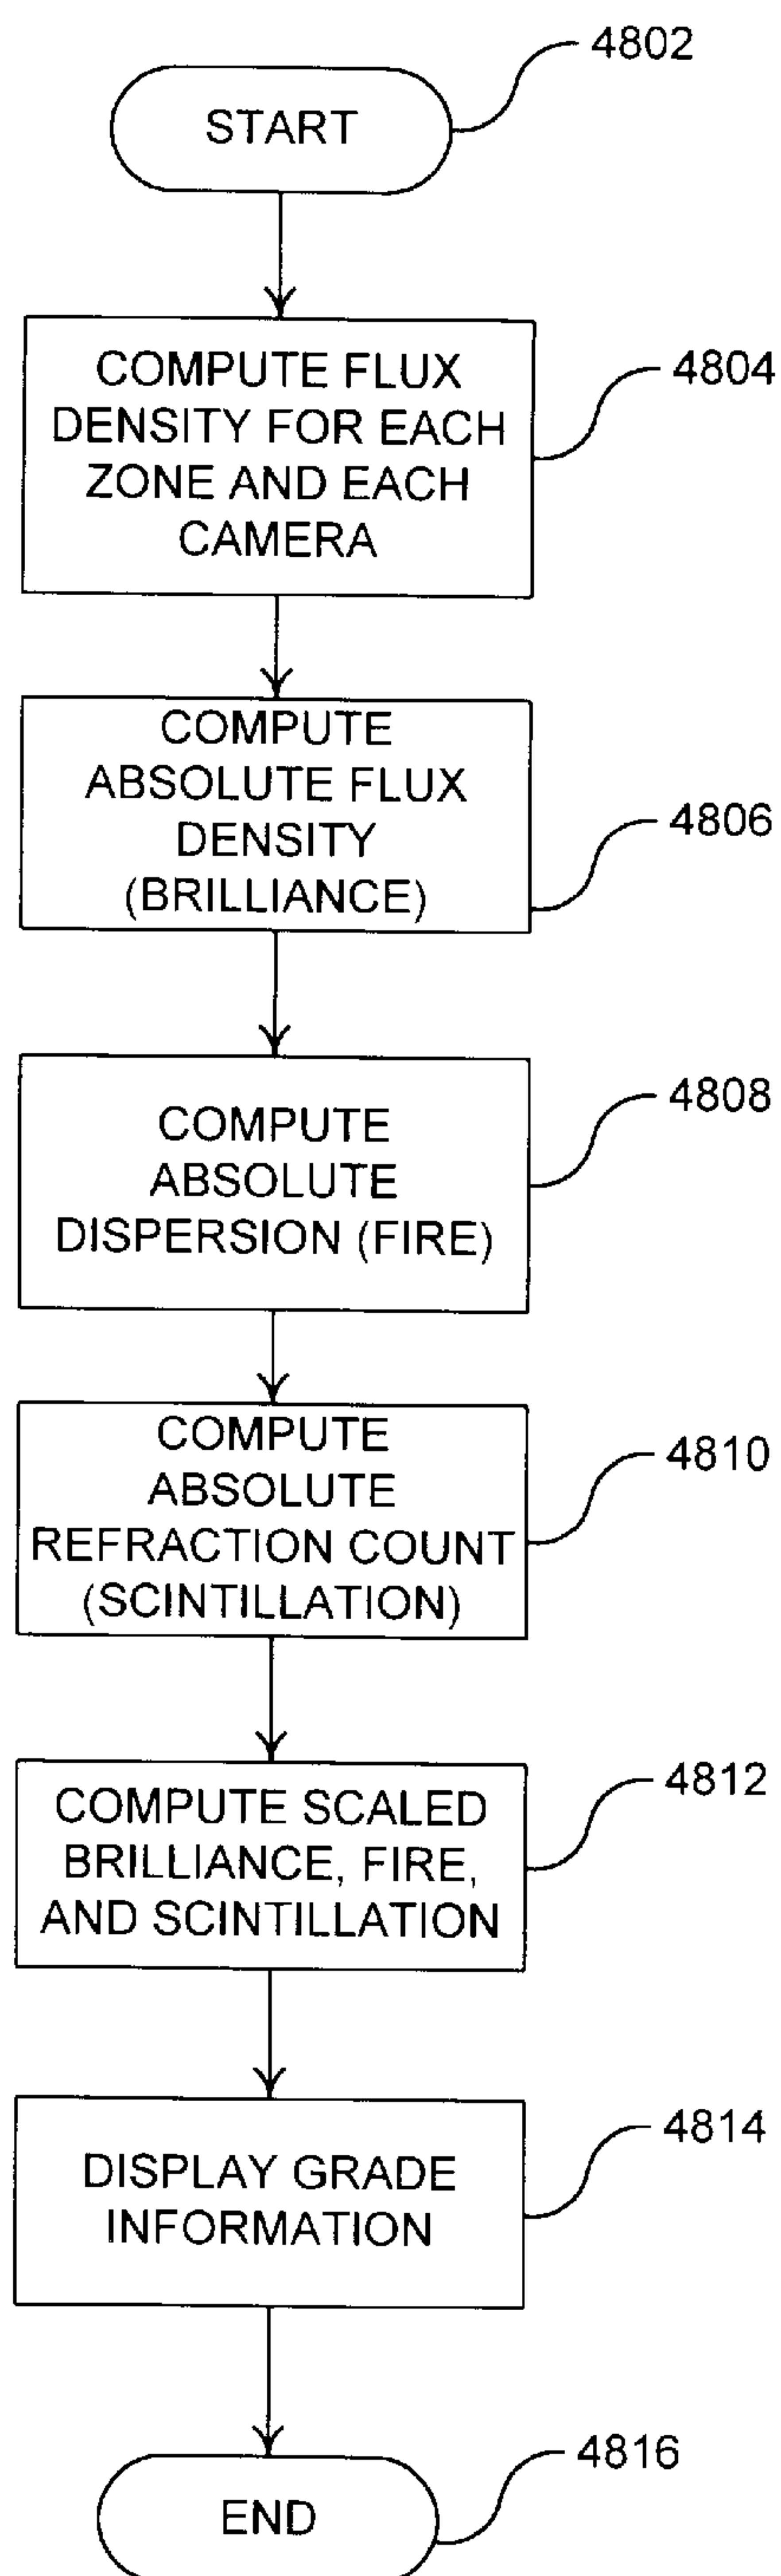 4802
START
4804
COMPUTE FLUX
DENSITY FOR EACH
ZONE AND EACH
CAMERA
COMPUTE
ABSOLUTE FLUX
DENSITY
(BRILLIANCE)
4806
COMPUTE
ABSOLUTE
DISPERSION (FIRE)
4808
COMPUTE
ABSOLUTE
REFRACTION COUNT
(SCINTILLATION)
4810
COMPUTE SCALED
BRILLIANCE, FIRE,
AND SCINTILLATION
4812
DISPLAY GRADE
INFORMATION
4814
END
4816